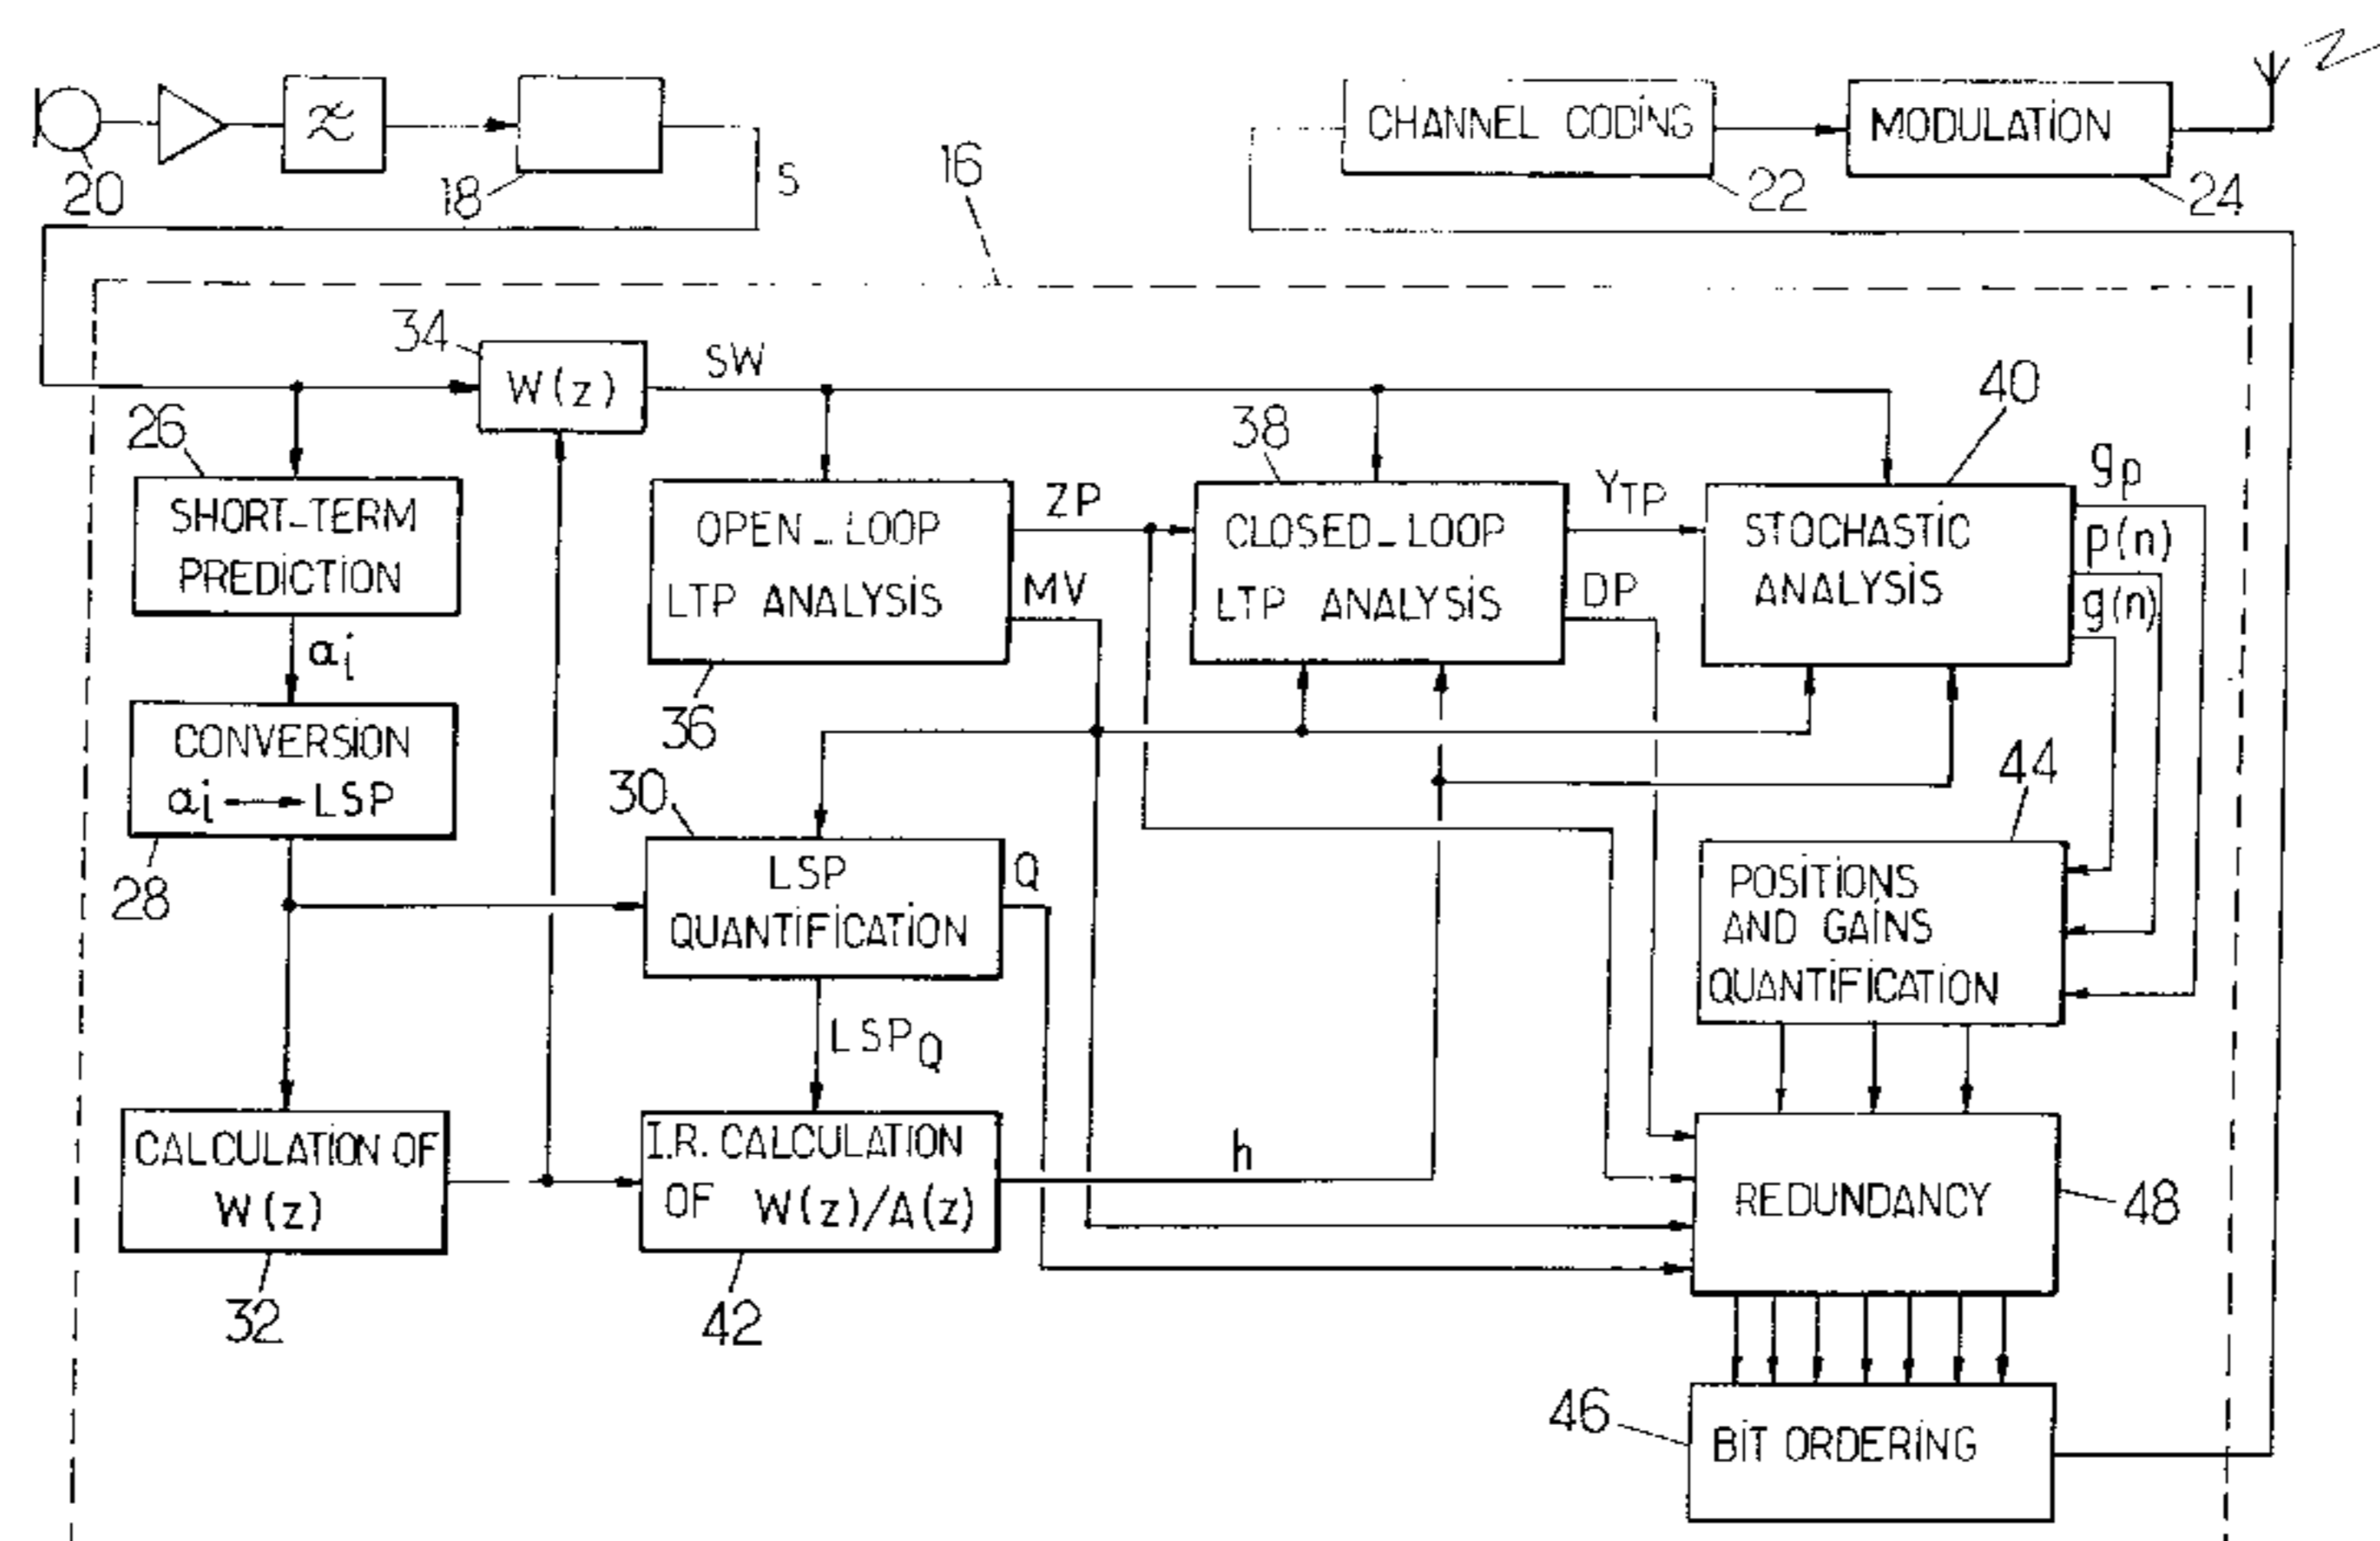 CHANNEL CODING
MODULATION
20
18
S
16
22
24
34
W(z)
SW
26
38
40
SHORT-TERM
PREDICTION
OPEN-LOOP
LTP ANALYSIS
ZP
MV
CLOSED-LOOP
LTP ANALYSIS
YTP
DP
STOCHASTIC
ANALYSIS
gp
p(n)
g(n)
ai
36
CONVERSION
ai LSP
28
30
44
LSP
QUANTIFICATION
Q
POSITIONS
AND GAINS
QUANTIFICATION
LSPQ
CALCULATION OF
W(z)
32
I.R. CALCULATION
OF W(z)/A(z)
42
h
REDUNDANCY
48
46
BIT ORDERING